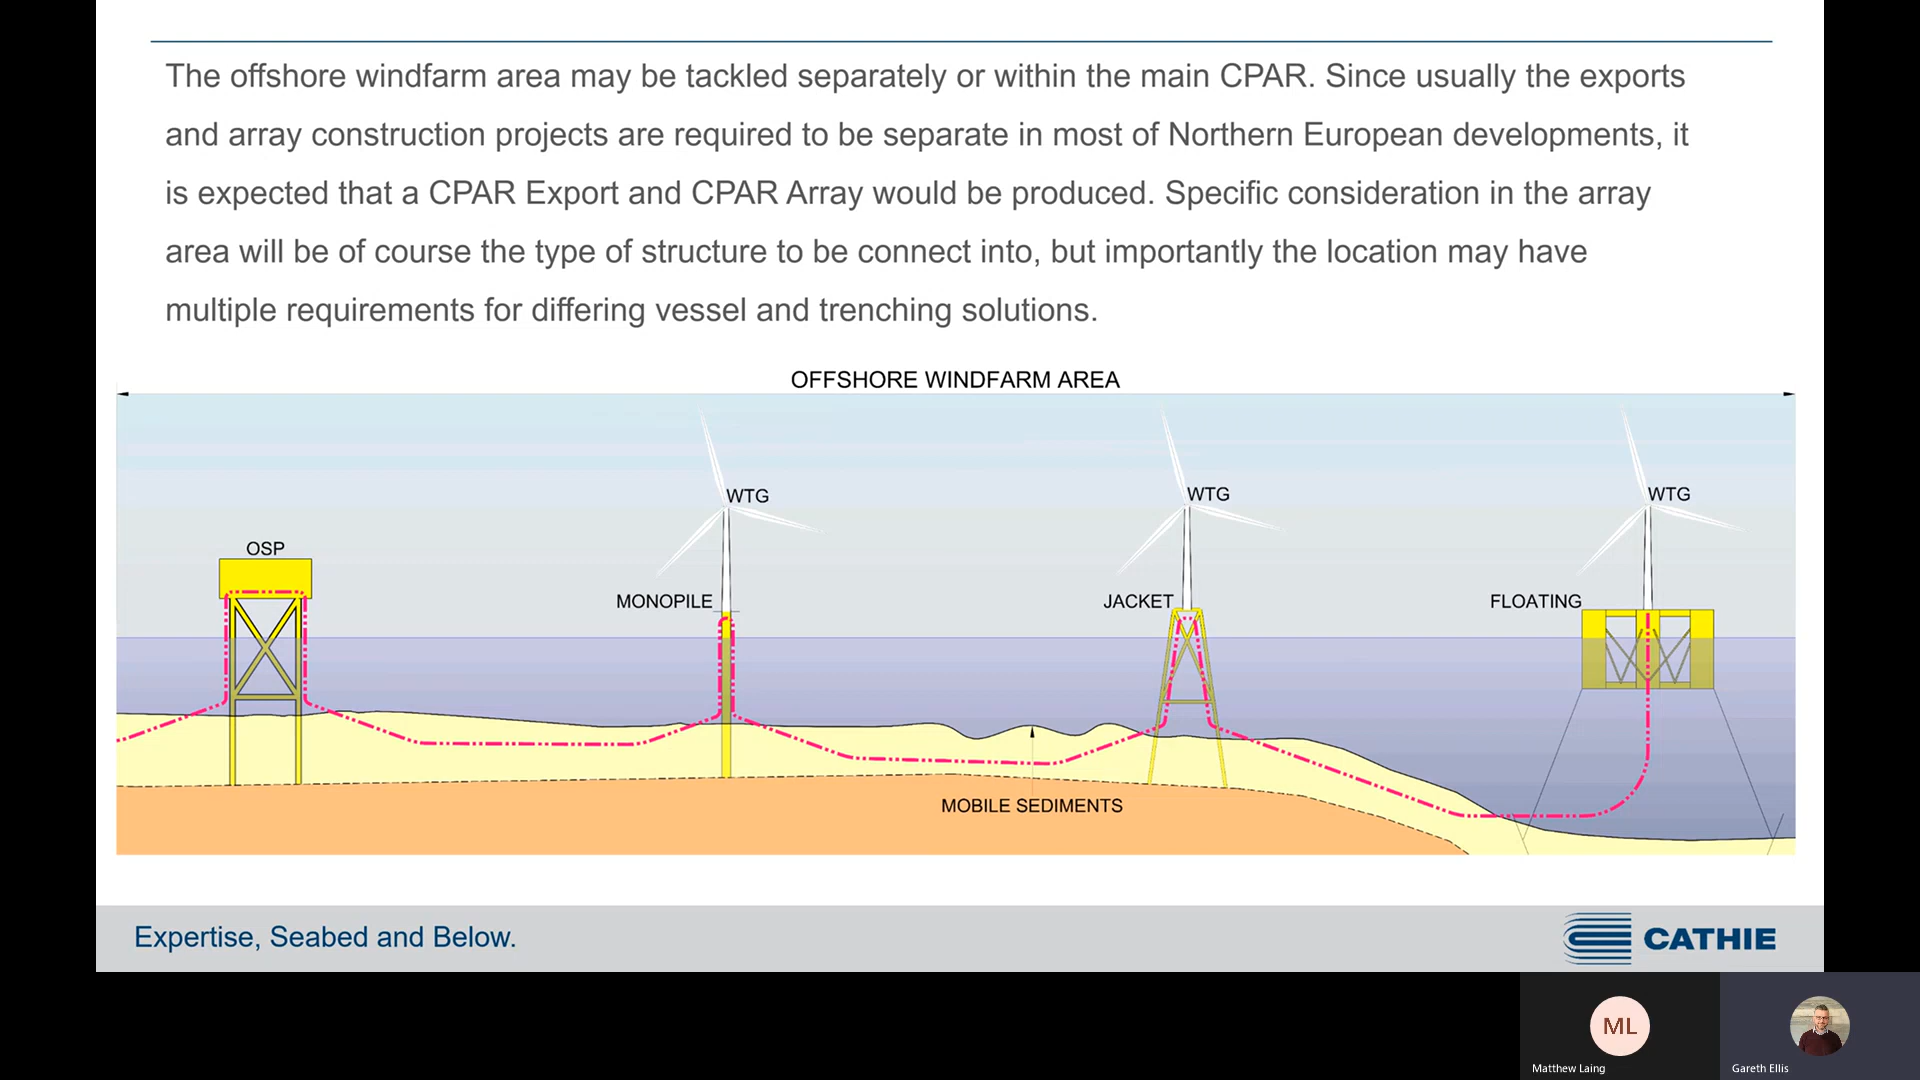 The offshore windfarm area may be tackled separately or within the main CPAR. Since usually the exports
and array construction projects are required to be separate in most of Northern European developments, it
is expected that a CPAR Export and CPAR Array would be produced. Specific consideration in the array
area will be of course the type of structure to be connect into, but importantly the location may have
multiple requirements for differing vessel and trenching solutions.
OFFSHORE WINDFARM AREA
WTG
WTG
WTG
OSP
MONOPILE
JACKET
FLOATING
MOBILE SEDIMENTS
Expertise, Seabed and Below.
CATHIE
ML
Matthew Laing
Gareth Ellis